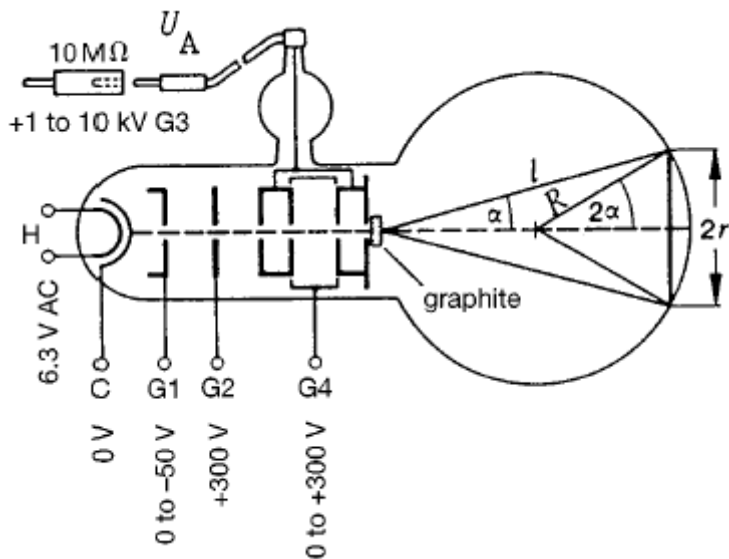 U_A
10 MΩ
+1 to 10 kV G3
l
R
α
2α
2r
H
graphite
6.3 V AC
C
G1
G2
G4
0 V
0 to -50 V
+300 V
0 to +300 V